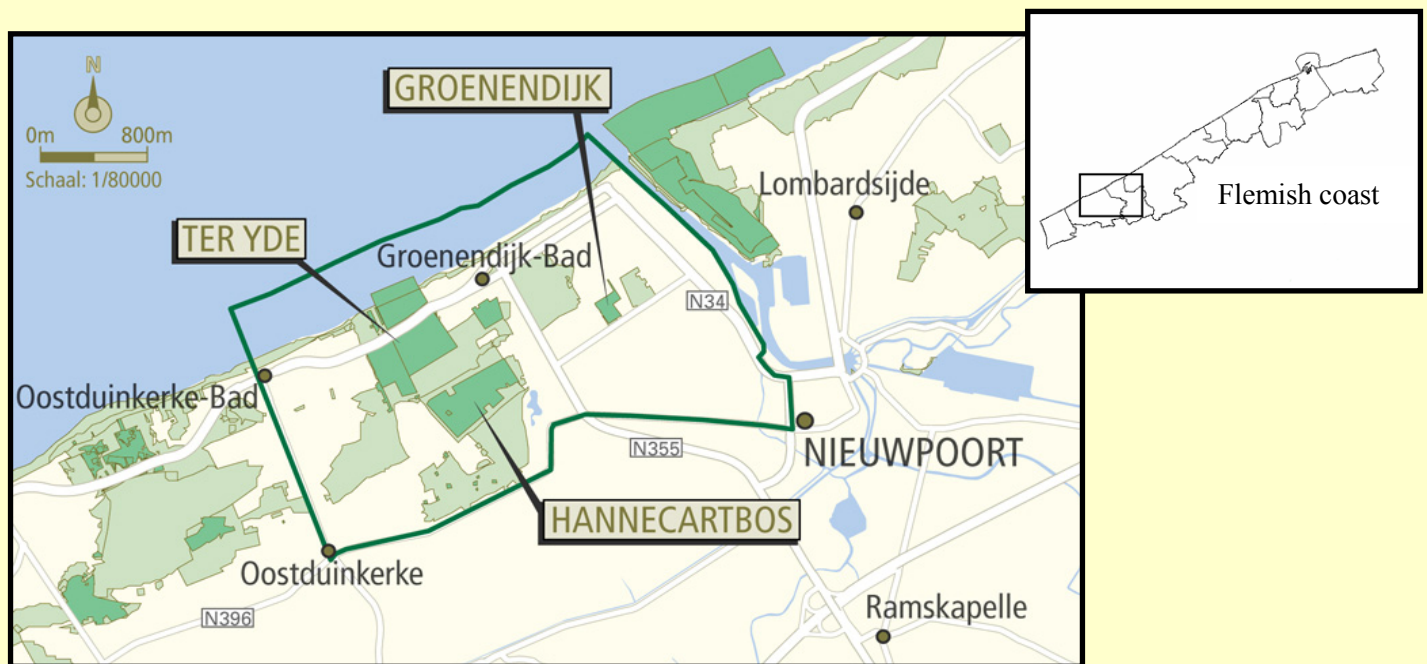 N
0m 800m
Schaal: 1/80000
GROENENDIJK
Lombardsijde
Flemish coast
TER YDE
Groenendijk-Bad
N34
Oostduinkerke-Bad
NIEUWPOORT
N355
HANNECARTBOS
Oostduinkerke
N396
Ramskapelle